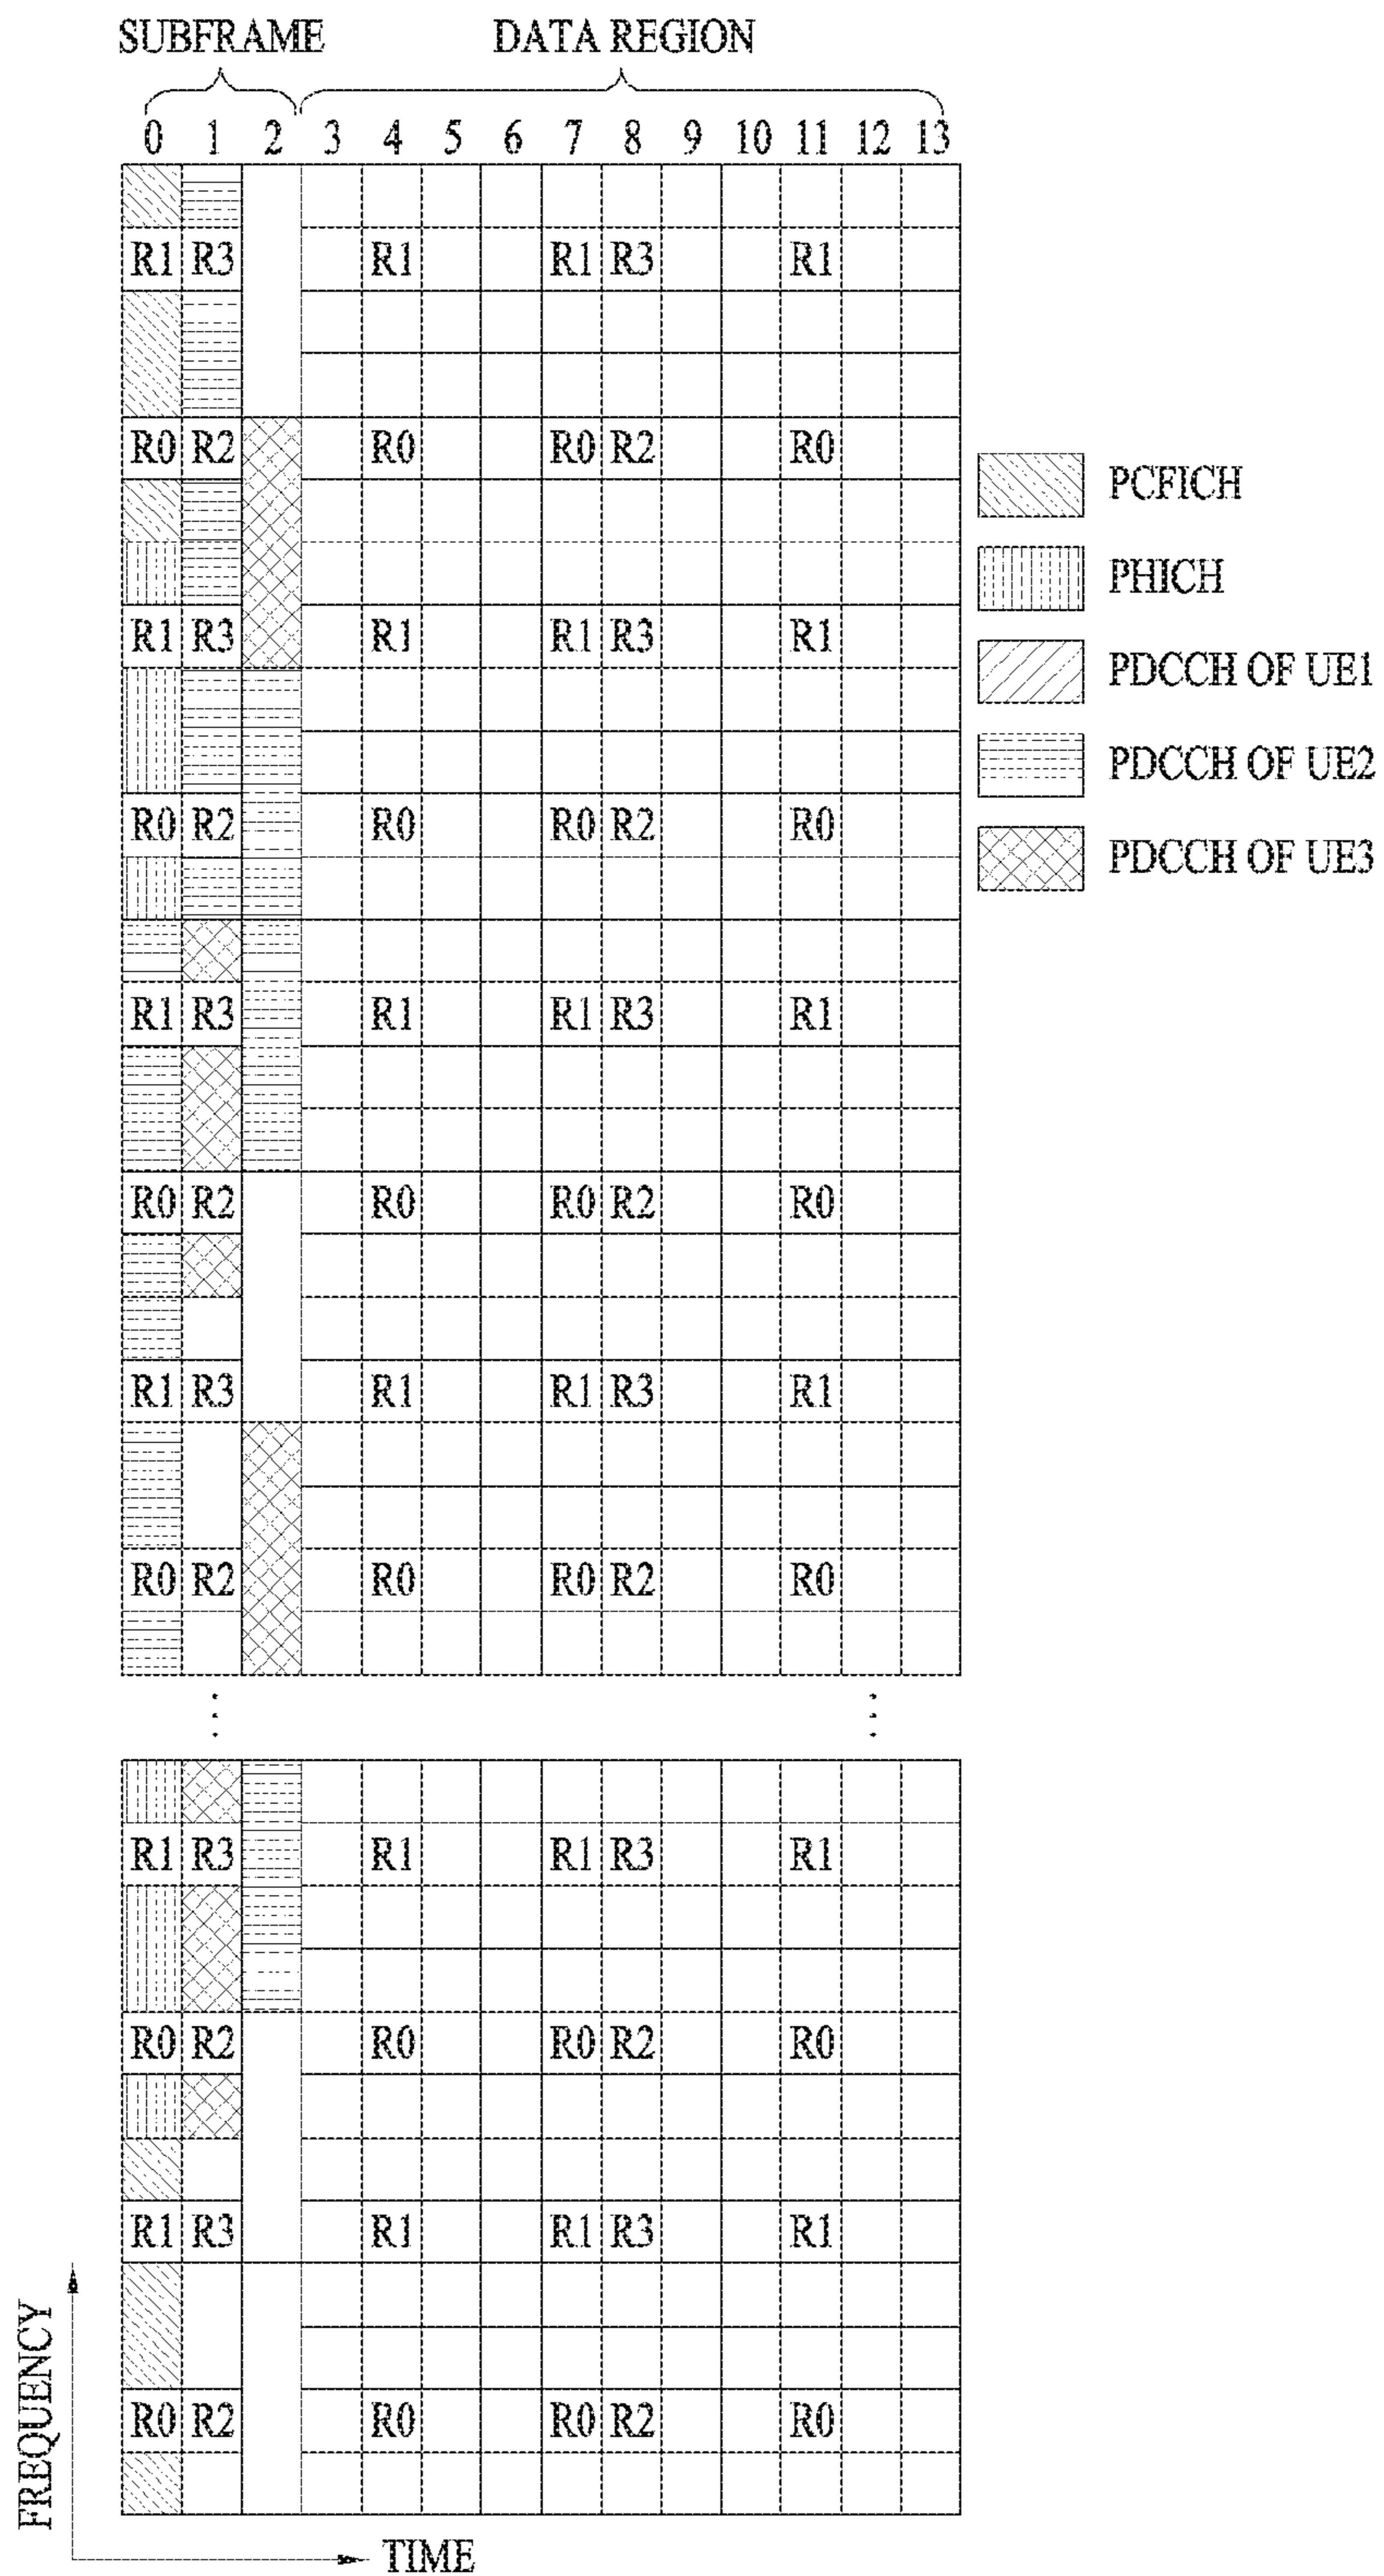 SUBFRAME DATA REGION
0 1 2 3 4 5 6 7 8 9 10 11 12 13
R1 R3 R1 R1 R3 R1
R0 R2 R0 R0 R2 R0
PCFICH
PHICH
R1 R3 R1 R1 R3 R1
PDCCH OF UE1
PDCCH OF UE2
R0 R2 R0 R0 R2 R0
PDCCH OF UE3
R1 R3 R1 R1 R3 R1
R0 R2 R0 R0 R2 R0
R1 R3 R1 R1 R3 R1
R0 R2 R0 R0 R2 R0
R1 R3 R1 R1 R3 R1
R0 R2 R0 R0 R2 R0
R1 R3 R1 R1 R3 R1
R0 R2 R0 R0 R2 R0
FREQUENCY
TIME